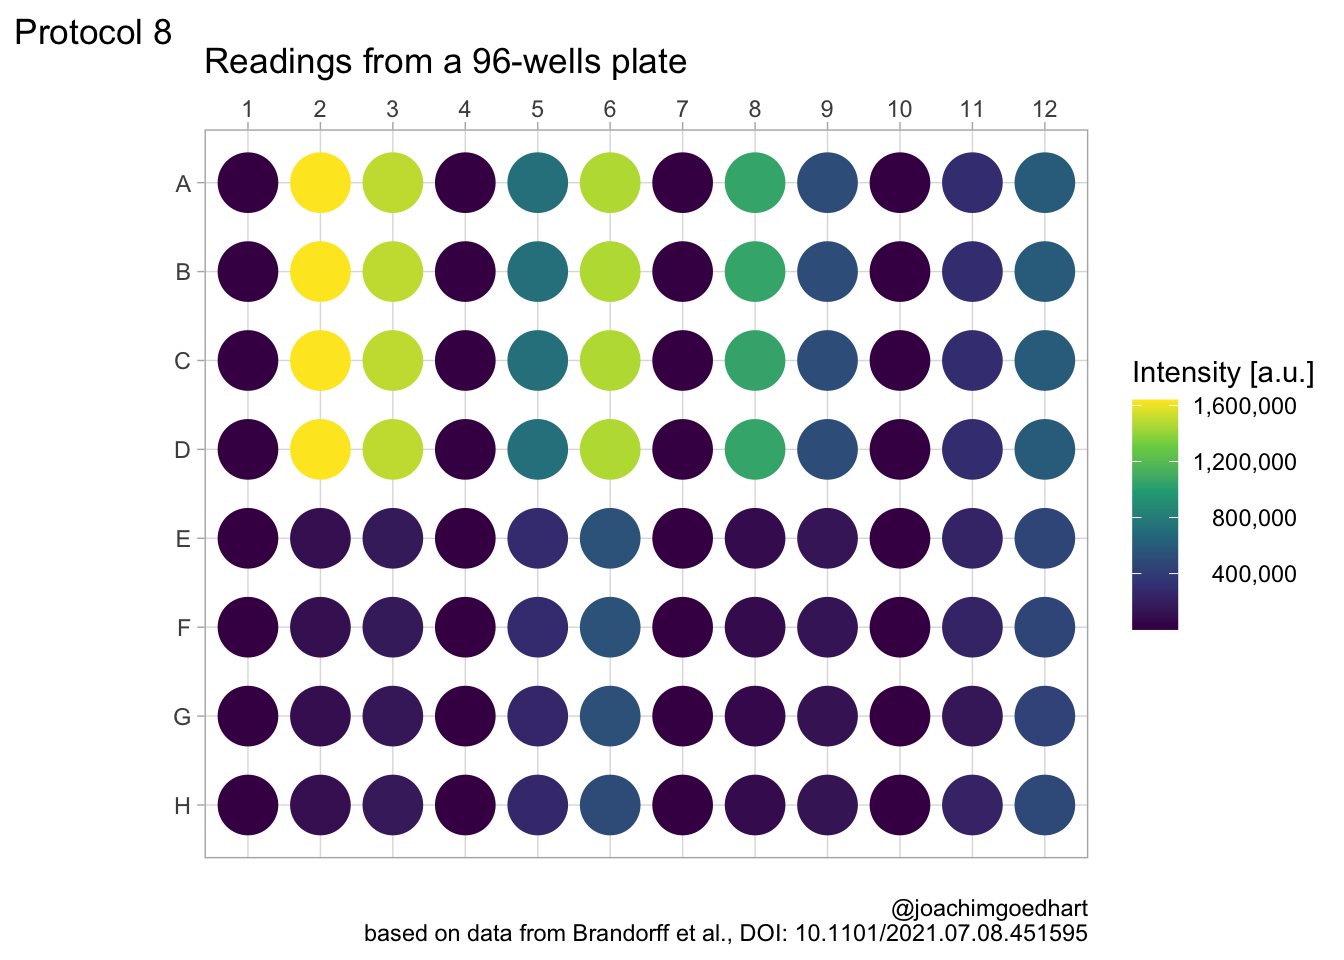 Protocol 8
Readings from a 96-wells plate
1 2 3 4 5 6 7 8 9 10 11 12
A
B
C
D
E
F
G
H
Intensity [a.u.]
1,600,000
1,200,000
800,000
400,000
@joachimgoedhart
based on data from Brandorff et al., DOI: 10.1101/2021.07.08.451595